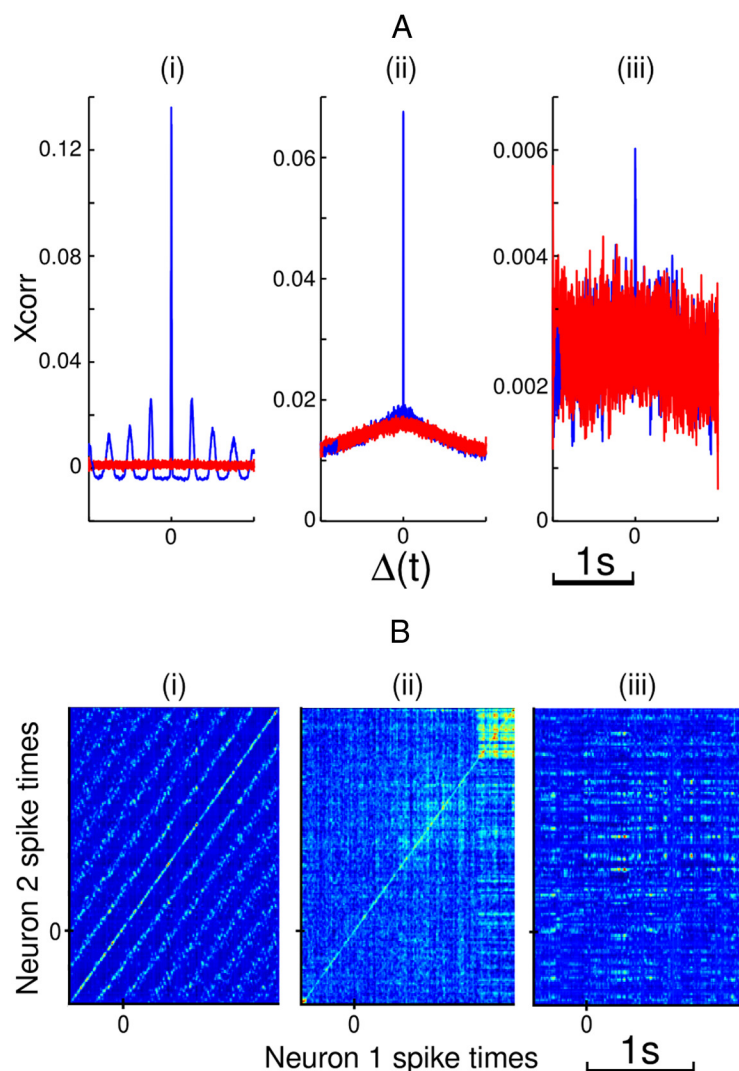 A
(i) (ii) (iii)
Xcorr
0.12
0.08
0.04
0
0
0.06
0.04
0.02
0
0
0.006
0.004
0.002
0
0
Δ(t)
1s
B
(i) (ii) (iii)
Neuron 2 spike times
0
0 0 0
Neuron 1 spike times
1s